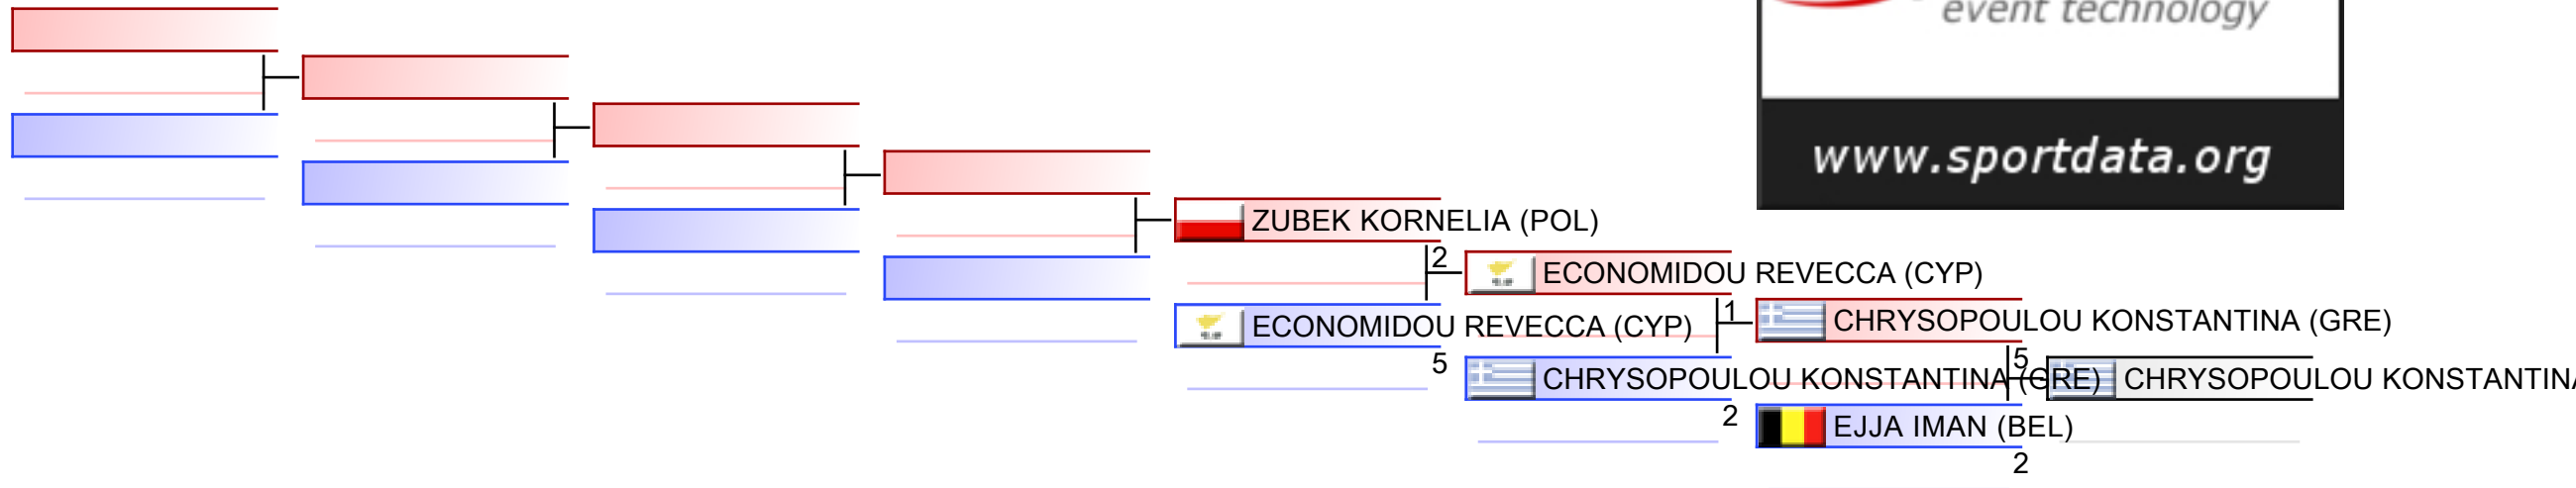 event technology
www.sportdata.org
ZUBEK KORNELIA (POL)
2
ECONOMIDOU REVECCA (CYP)
1
CHRYSOPOULOU KONSTANTINA (GRE)
ECONOMIDOU REVECCA (CYP)
5
5
CHRYSOPOULOU KONSTANTINA (GRE)
CHRYSOPOULOU KONSTANTINA
2
EJJA IMAN (BEL)
2